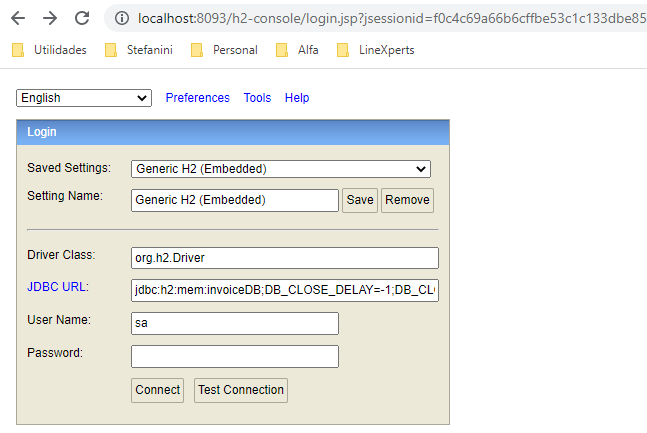 localhost:8093/h2-console/login.jsp?jsessionid=f0c4c69a66b6cffbe53c1c133dbe85
Utilidades Stefanini Personal Alfa LineXperts
English Preferences Tools Help
Login
Saved Settings: Generic H2 (Embedded)
Setting Name: Generic H2 (Embedded) Save Remove
Driver Class: org.h2.Driver
JDBC URL: jdbc:h2:mem:invoiceDB;DB_CLOSE_DELAY=-1;DB_CLO
User Name: sa
Password:
Connect Test Connection